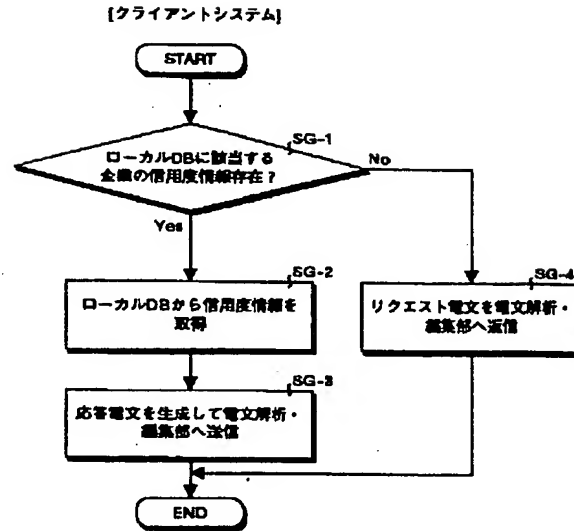 [クライアントシステム]
START
SG-1
ローカルDBに該当する
企業の信用度情報存在？
No
Yes
SG-2
ローカルDBから信用度情報を
取得
SG-4
リクエスト電文を電文解析・
編集部へ返信
SG-3
応答電文を生成して電文解析・
編集部へ送信
END